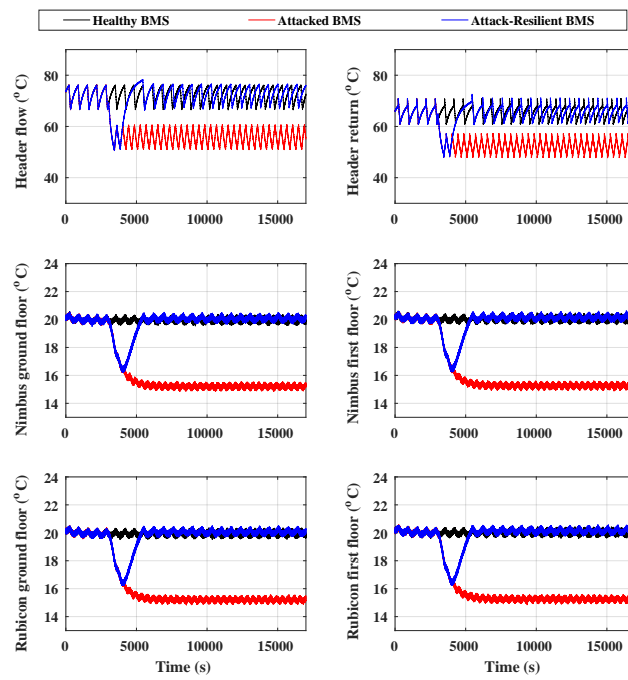 Healthy BMS Attacked BMS Attack-Resilient BMS
Header flow (°C)
80
60
40
0 5000 10000 15000
Header return (°C)
80
60
40
0 5000 10000 15000
Nimbus ground floor (°C)
24
22
20
18
16
14
0 5000 10000 15000
Nimbus first floor (°C)
24
22
20
18
16
14
0 5000 10000 15000
Rubicon ground floor (°C)
24
22
20
18
16
14
0 5000 10000 15000
Time (s)
Rubicon first floor (°C)
24
22
20
18
16
14
0 5000 10000 15000
Time (s)